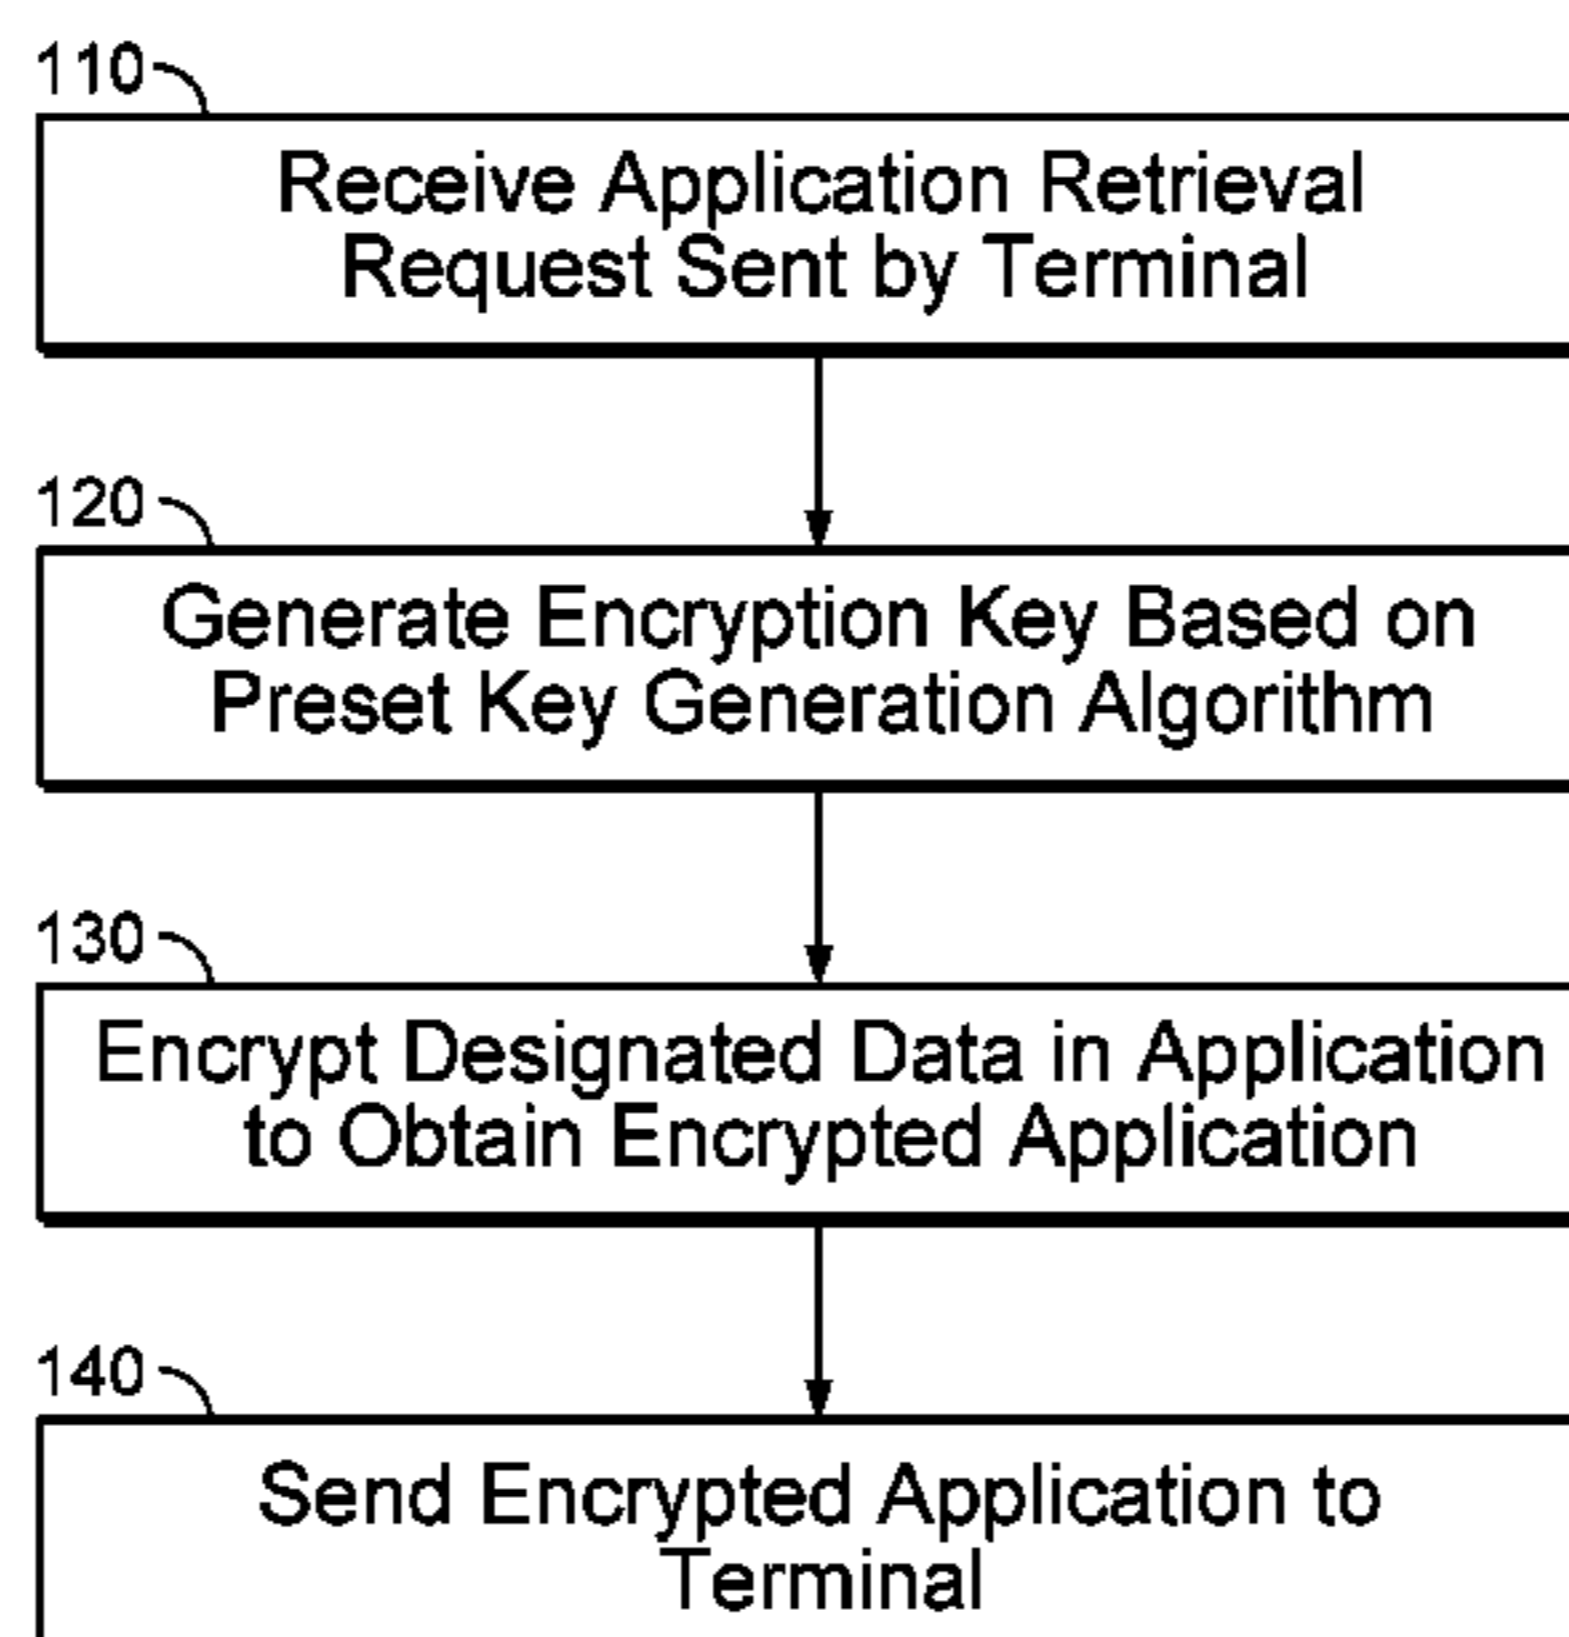 110
Receive Application Retrieval
Request Sent by Terminal
120
Generate Encryption Key Based on
Preset Key Generation Algorithm
130
Encrypt Designated Data in Application
to Obtain Encrypted Application
140
Send Encrypted Application to
Terminal